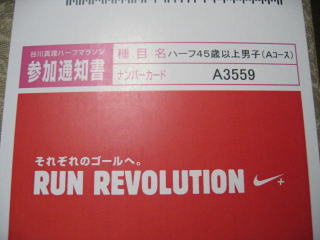 谷川真理ハーフマラソン
参加通知書
種目名 ハーフ45歳以上男子(Aコース)
ナンバーカード A3559
それぞれのゴールへ。
RUN REVOLUTION